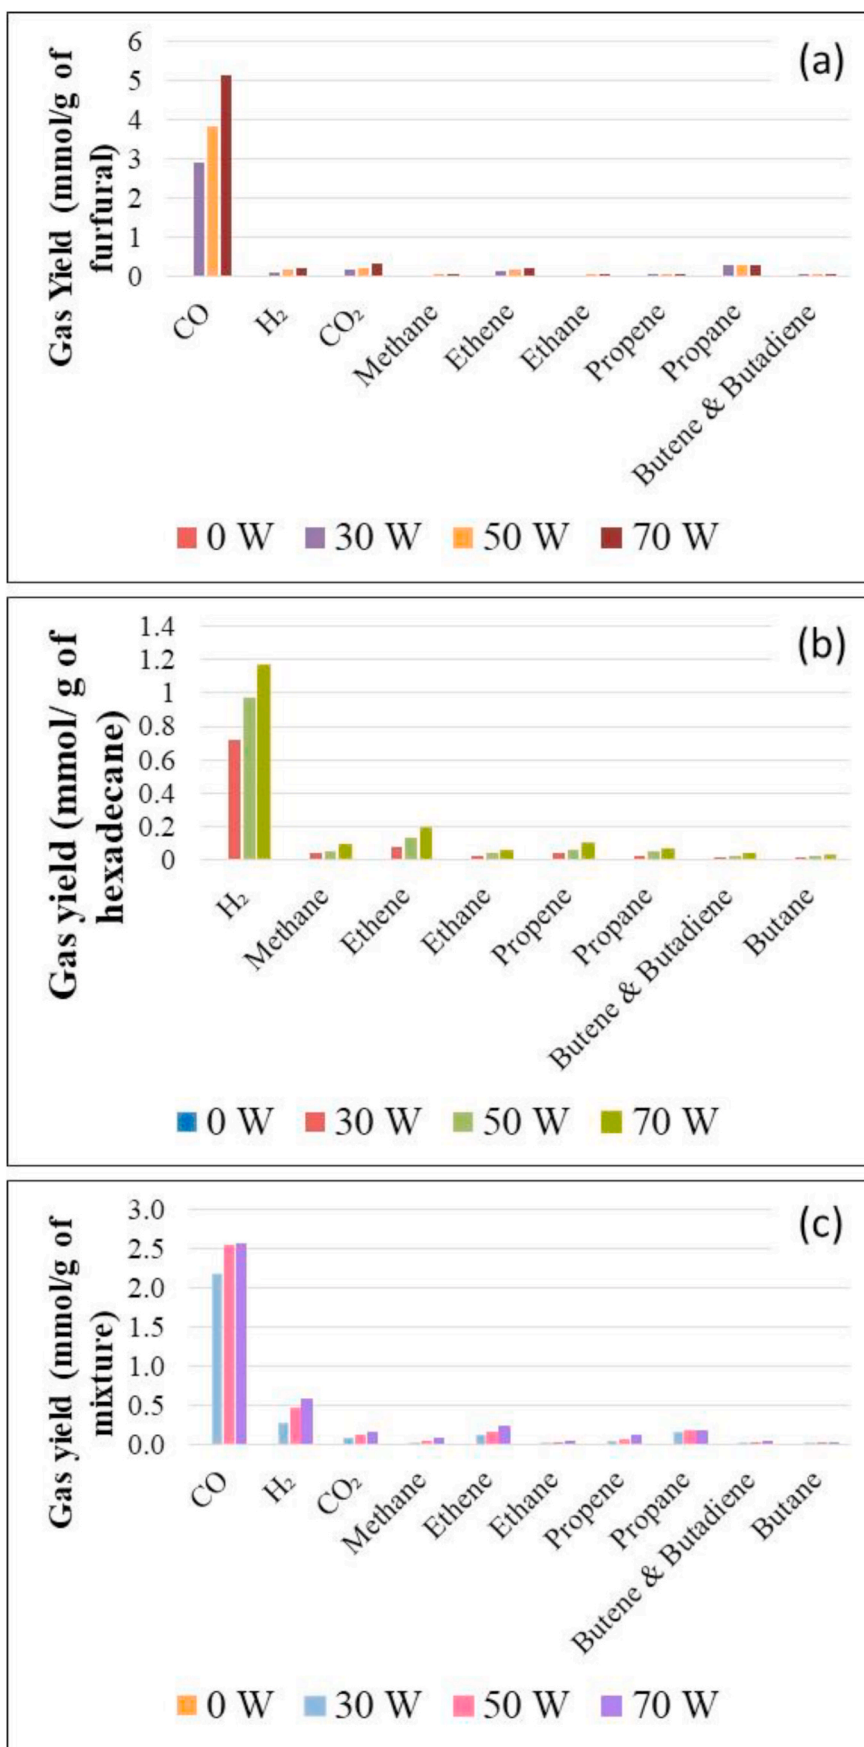 (a)
Gas Yield (mmol/g of
furfural)
6
5
4
3
2
1
0
CO
H₂
CO₂
Methane
Ethene
Ethane
Propene
Propane
Butene & Butadiene
0 W 30 W 50 W 70 W
(b)
Gas yield (mmol/ g of
hexadecane)
1.4
1.2
1
0.8
0.6
0.4
0.2
0
H₂
Methane
Ethene
Ethane
Propene
Propane
Butene & Butadiene
Butane
0 W 30 W 50 W 70 W
(c)
Gas yield (mmol/g of
mixture)
3.0
2.5
2.0
1.5
1.0
0.5
0.0
CO
H₂
CO₂
Methane
Ethene
Ethane
Propene
Propane
Butene & Butadiene
Butane
0 W 30 W 50 W 70 W